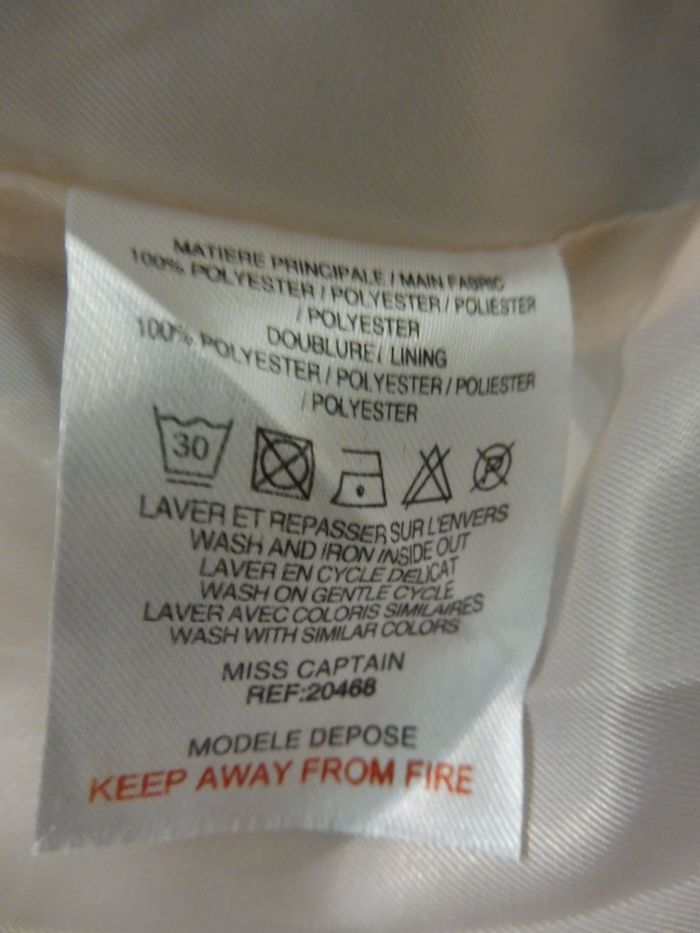 MATIERE PRINCIPALE / MAIN FABRIC
100% POLYESTER / POLYESTER / POLIESTER
/ POLYESTER
DOUBLURE / LINING
100% POLYESTER / POLYESTER / POLIESTER
/ POLYESTER
30 P
LAVER ET REPASSER SUR L'ENVERS
WASH AND IRON INSIDE OUT
LAVER EN CYCLE DELICAT
WASH ON GENTLE CYCLE
LAVER AVEC COLORIS SIMILAIRES
WASH WITH SIMILAR COLORS
MISS CAPTAIN
REF:20468
MODELE DEPOSE
KEEP AWAY FROM FIRE